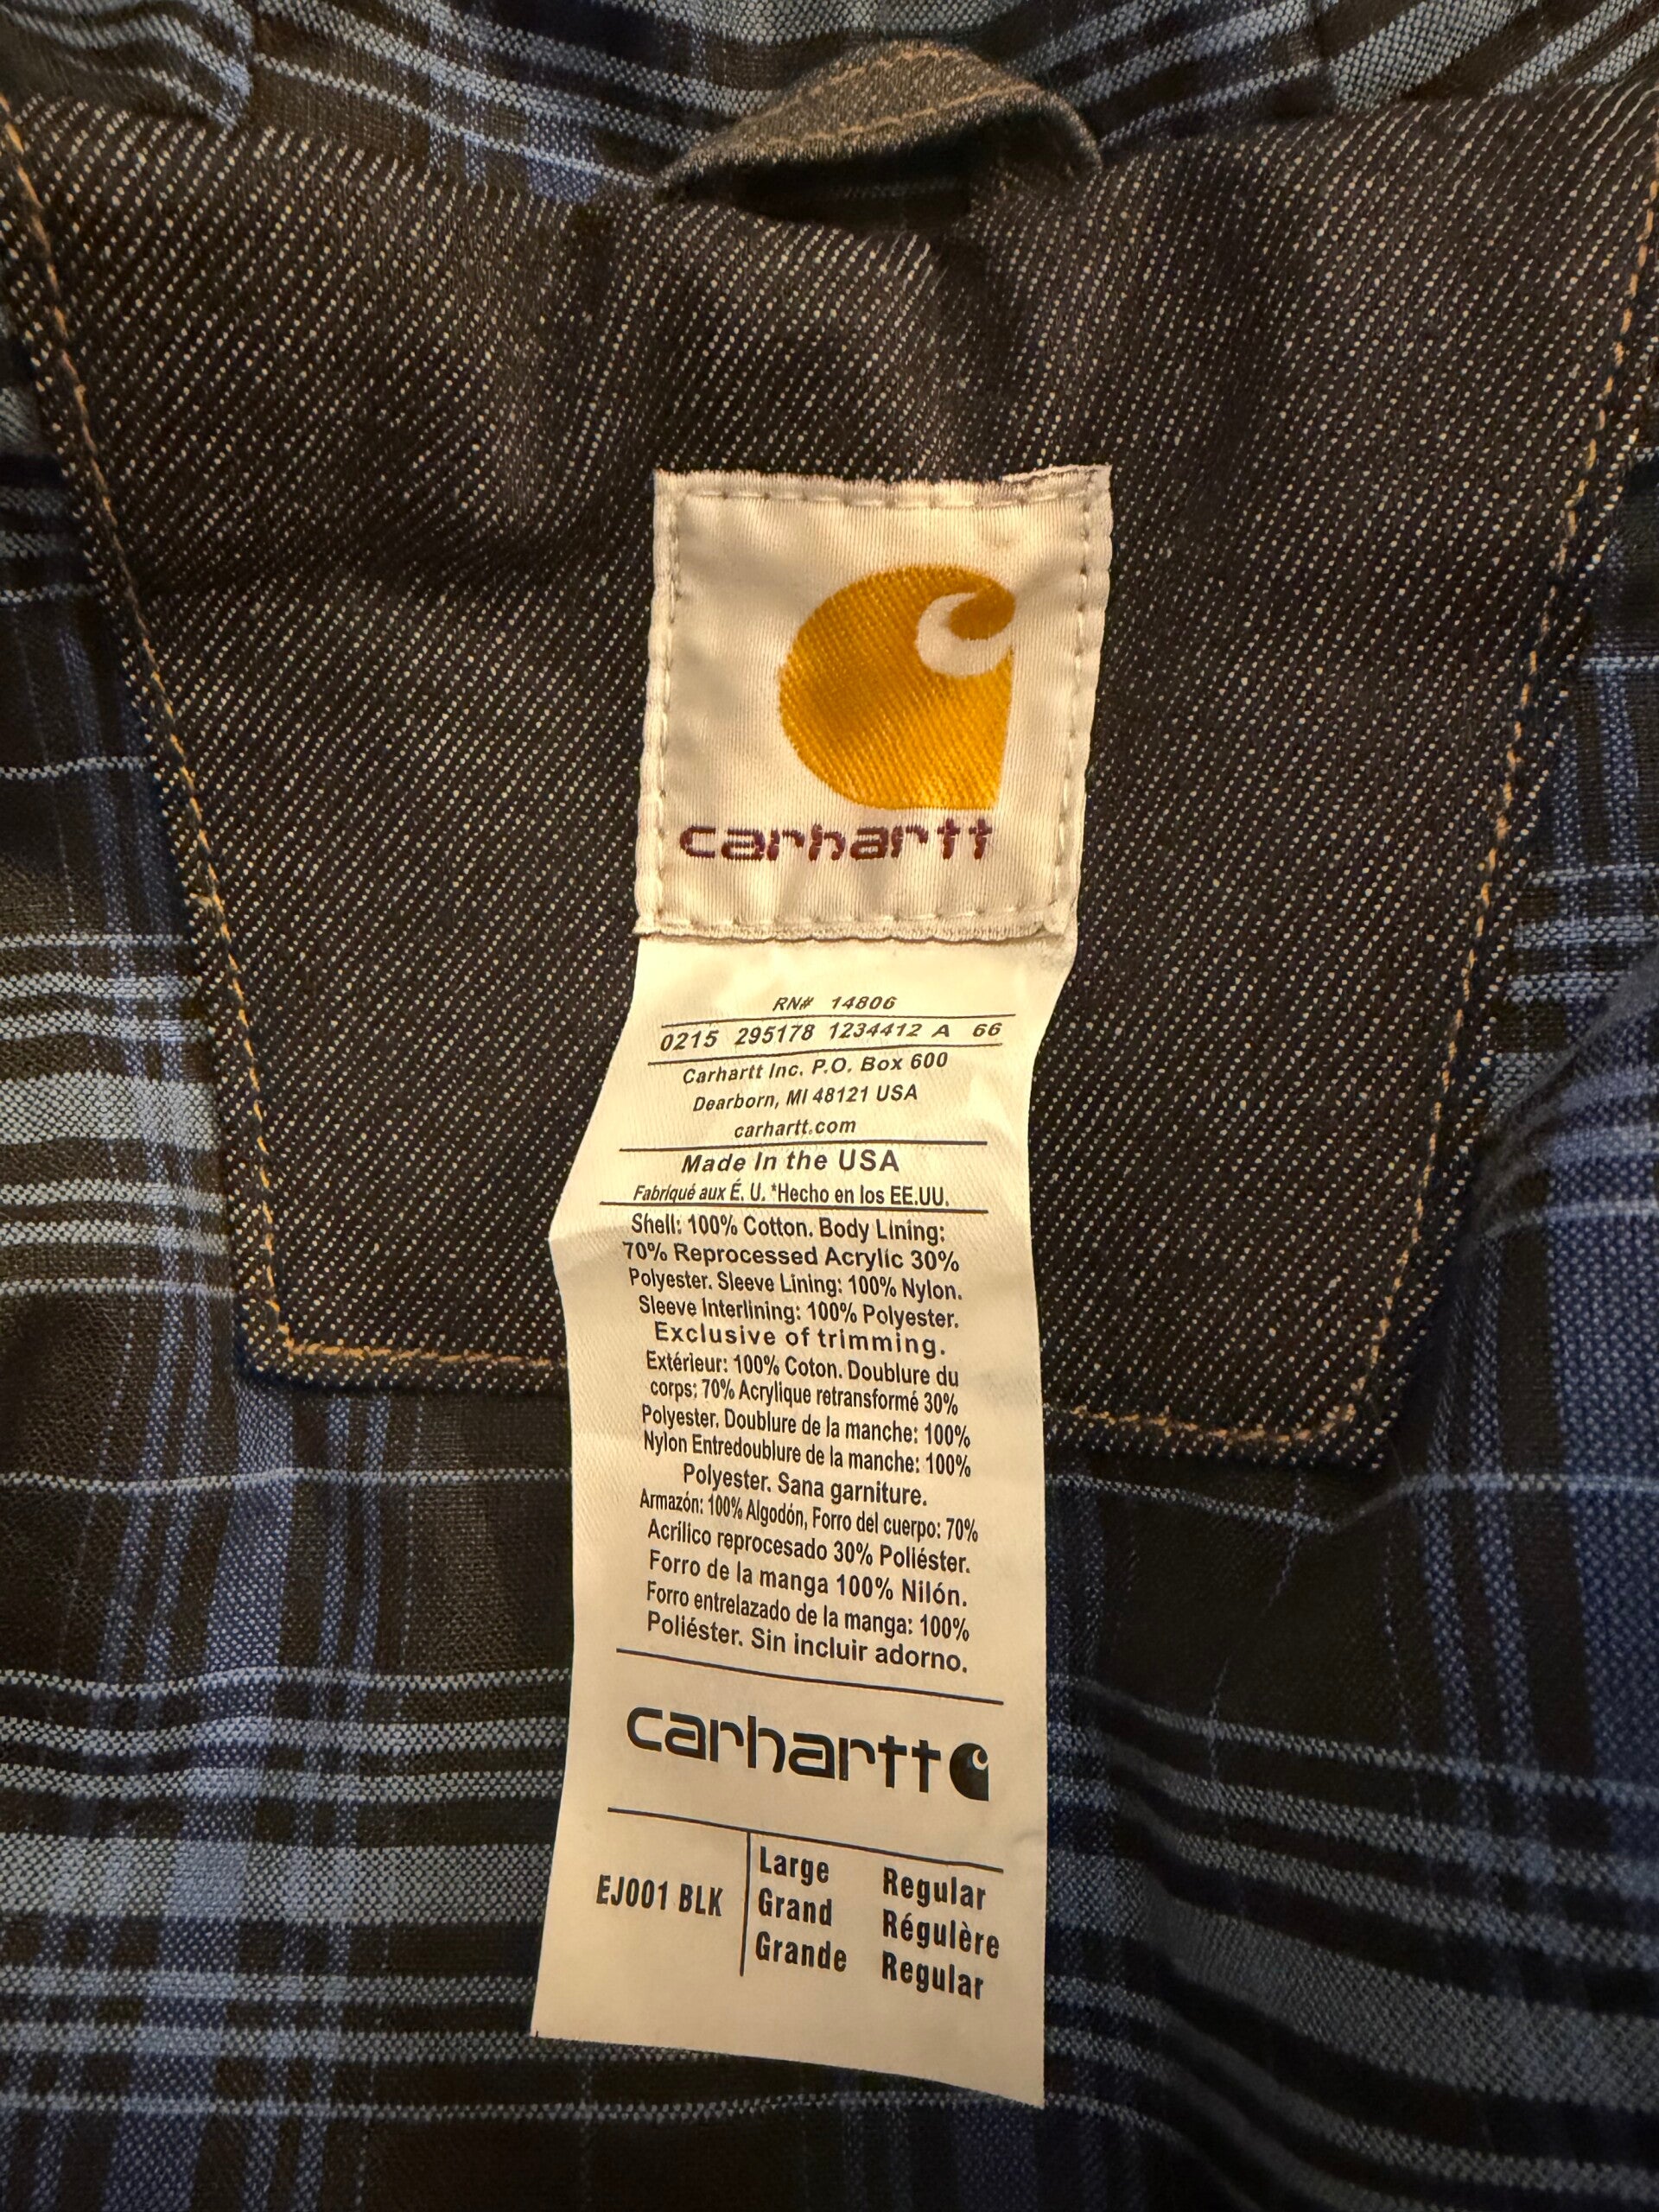 carhartt
RN# 14806
0215 295178 1234412 A 66
Carhartt Inc. P.O. Box 600
Dearborn, MI 48121 USA
carhartt.com
Made In the USA
Fabriqué aux É. U. *Hecho en los EE.UU.
Shell: 100% Cotton. Body Lining:
70% Reprocessed Acrylic 30%
Polyester. Sleeve Lining: 100% Nylon.
Sleeve Interlining: 100% Polyester.
Exclusive of trimming.
Extérieur: 100% Coton. Doublure du
corps: 70% Acrylique retransformé 30%
Polyester. Doublure de la manche: 100%
Nylon Entredoublure de la manche: 100%
Polyester. Sana garniture.
Armazón: 100% Algodón, Forro del cuerpo: 70%
Acrílico reprocesado 30% Poliéster.
Forro de la manga 100% Nilón.
Forro entrelazado de la manga: 100%
Poliéster. Sin incluir adorno.
carhartt
EJ001 BLK
Large Regular
Grand Régulère
Grande Regular